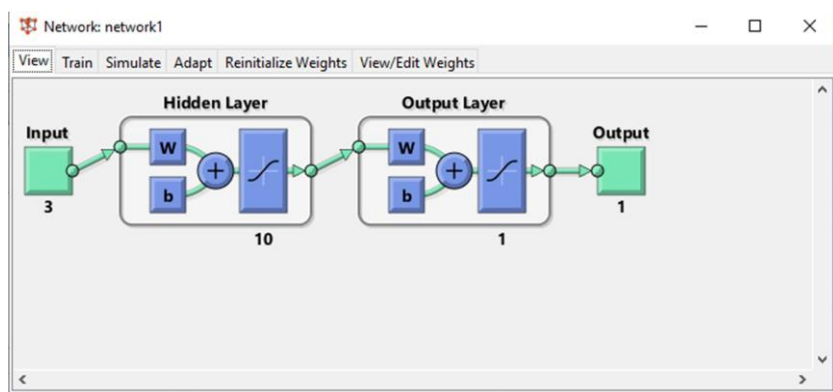 Network: network1
View Train Simulate Adapt Reinitialize Weights View/Edit Weights
Hidden Layer Output Layer
Input Output
W W
b b
3 10 1 1